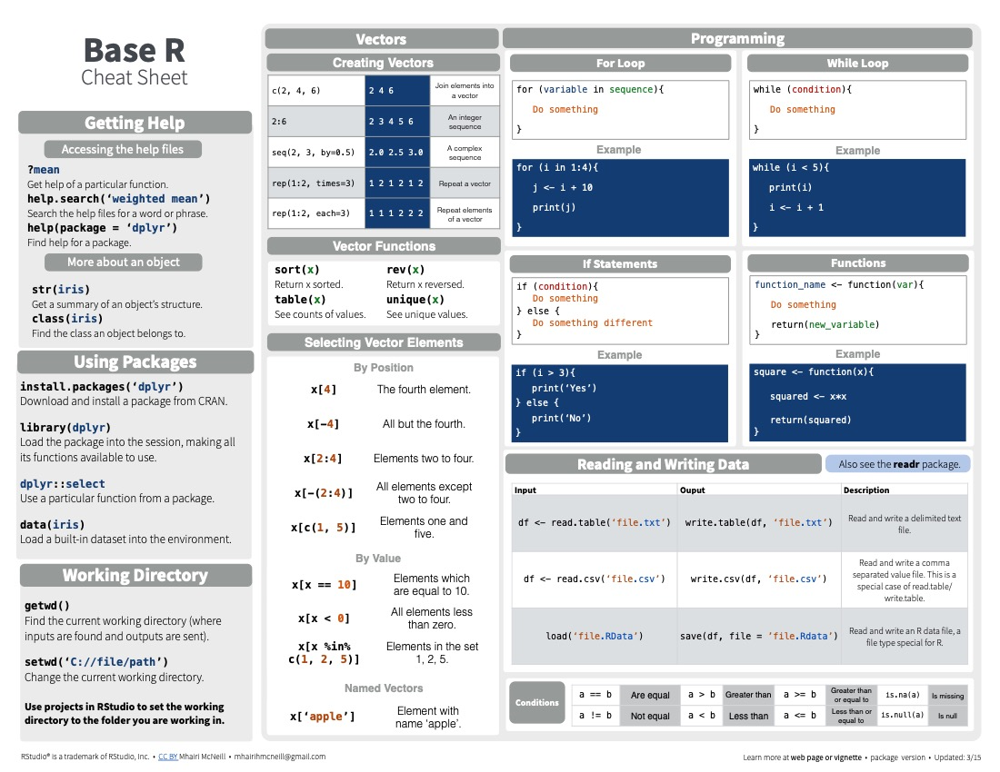 Base R
Cheat Sheet
Getting Help
Accessing the help files
?mean
Get help of a particular function.
help.search(‘weighted mean’)
Search the help files for a word or phrase.
help(package = ‘dplyr’)
Find help for a package.
More about an object
str(iris)
Get a summary of an object’s structure.
class(iris)
Find the class an object belongs to.
Using Packages
install.packages(‘dplyr’)
Download and install a package from CRAN.
library(dplyr)
Load the package into the session, making all
its functions available to use.
dplyr::select
Use a particular function from a package.
data(iris)
Load a built-in dataset into the environment.
Working Directory
getwd()
Find the current working directory (where
inputs are found and outputs are sent).
setwd(‘C://file/path’)
Change the current working directory.
Use projects in RStudio to set the working
directory to the folder you are working in.
Vectors
Creating Vectors
c(2, 4, 6) 2 4 6 Join elements into
a vector
2:6 2 3 4 5 6 An integer
sequence
seq(2, 3, by=0.5) 2.0 2.5 3.0 A complex
sequence
rep(1:2, times=3) 1 2 1 2 1 2 Repeat a vector
rep(1:2, each=3) 1 1 1 2 2 2 Repeat elements
of a vector
Vector Functions
sort(x) rev(x)
Return x sorted. Return x reversed.
table(x) unique(x)
See counts of values. See unique values.
Selecting Vector Elements
By Position
x[4] The fourth element.
x[-4] All but the fourth.
x[2:4] Elements two to four.
x[-(2:4)] All elements except
two to four.
x[c(1, 5)] Elements one and
five.
By Value
x[x == 10] Elements which
are equal to 10.
x[x < 0] All elements less
than zero.
x[x %in%
c(1, 2, 5)] Elements in the set
1, 2, 5.
Named Vectors
x[‘apple’] Element with
name ‘apple’.
Programming
For Loop
for (variable in sequence){
Do something
}
Example
for (i in 1:4){
j <- i + 10
print(j)
}
While Loop
while (condition){
Do something
}
Example
while (i < 5){
print(i)
i <- i + 1
}
If Statements
if (condition){
Do something
} else {
Do something different
}
Example
if (i > 3){
print(‘Yes’)
} else {
print(‘No’)
}
Functions
function_name <- function(var){
Do something
return(new_variable)
}
Example
square <- function(x){
squared <- x*x
return(squared)
}
Reading and Writing Data
Also see the readr package.
Input Ouput Description
df <- read.table(‘file.txt’) write.table(df, ‘file.txt’) Read and write a delimited text
file.
df <- read.csv(‘file.csv’) write.csv(df, ‘file.csv’) Read and write a comma
separated value file. This is a
special case of read.table/
write.table.
load(‘file.RData’) save(df, file = ’file.Rdata’) Read and write an R data file, a
file type special for R.
Conditions
a == b Are equal a > b Greater than a >= b Greater than
or equal to is.na(a) Is missing
a != b Not equal a < b Less than a <= b Less than or
equal to is.null(a) Is null
RStudio® is a trademark of RStudio, Inc. • CC BY Mhairi McNeill • mhairihmcneill@gmail.com
Learn more at web page or vignette • package version • Updated: 3/15